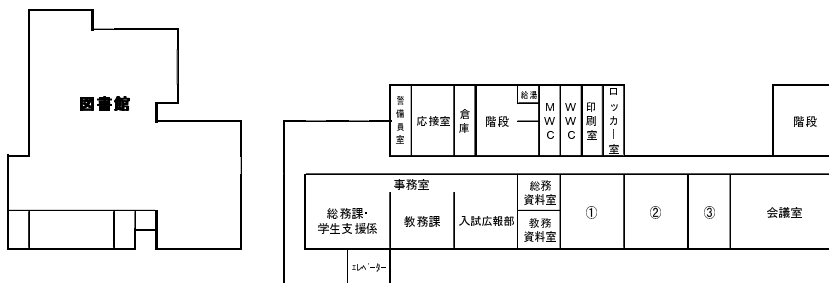 図書館
警備員室
応接室
倉庫
階段
給湯
MWC
WWC
印刷室
ロッカー室
階段
事務室
総務課・
学生支援係
教務課
入試広報部
総務
資料室
教務
資料室
①
②
③
会議室
エレベーター